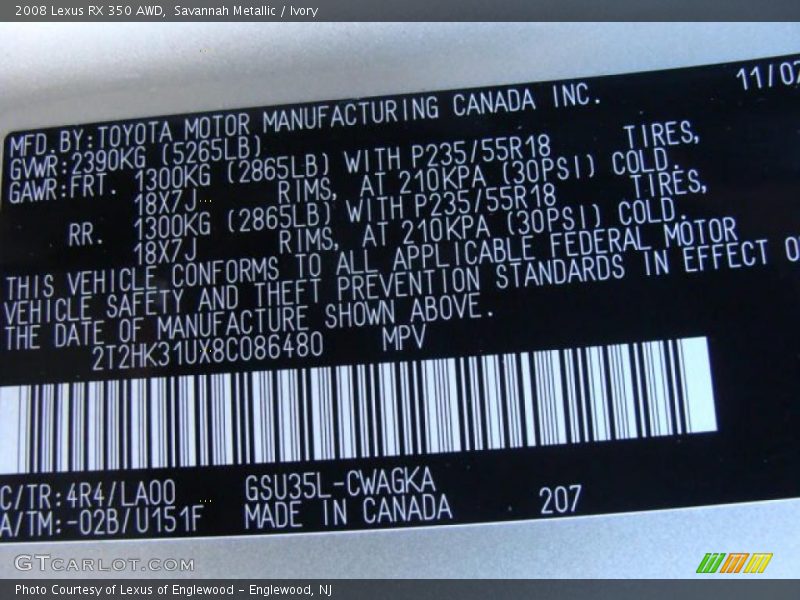 2008 Lexus RX 350 AWD, Savannah Metallic / Ivory
11/07
MFD.BY:TOYOTA MOTOR MANUFACTURING CANADA INC.
GVWR:2390KG (5265LB)
GAWR:FRT. 1300KG (2865LB) WITH P235/55R18 TIRES,
18X7J RIMS, AT 210KPA (30PSI) COLD.
RR. 1300KG (2865LB) WITH P235/55R18 TIRES,
18X7J RIMS, AT 210KPA (30PSI) COLD.
THIS VEHICLE CONFORMS TO ALL APPLICABLE FEDERAL MOTOR
VEHICLE SAFETY AND THEFT PREVENTION STANDARDS IN EFFECT O
THE DATE OF MANUFACTURE SHOWN ABOVE.
2T2HK31UX8C086480 MPV
C/TR:4R4/LA00 GSU35L-CWAGKA
A/TM:-02B/U151F MADE IN CANADA 207
GTCARLOT.COM
Photo Courtesy of Lexus of Englewood – Englewood, NJ